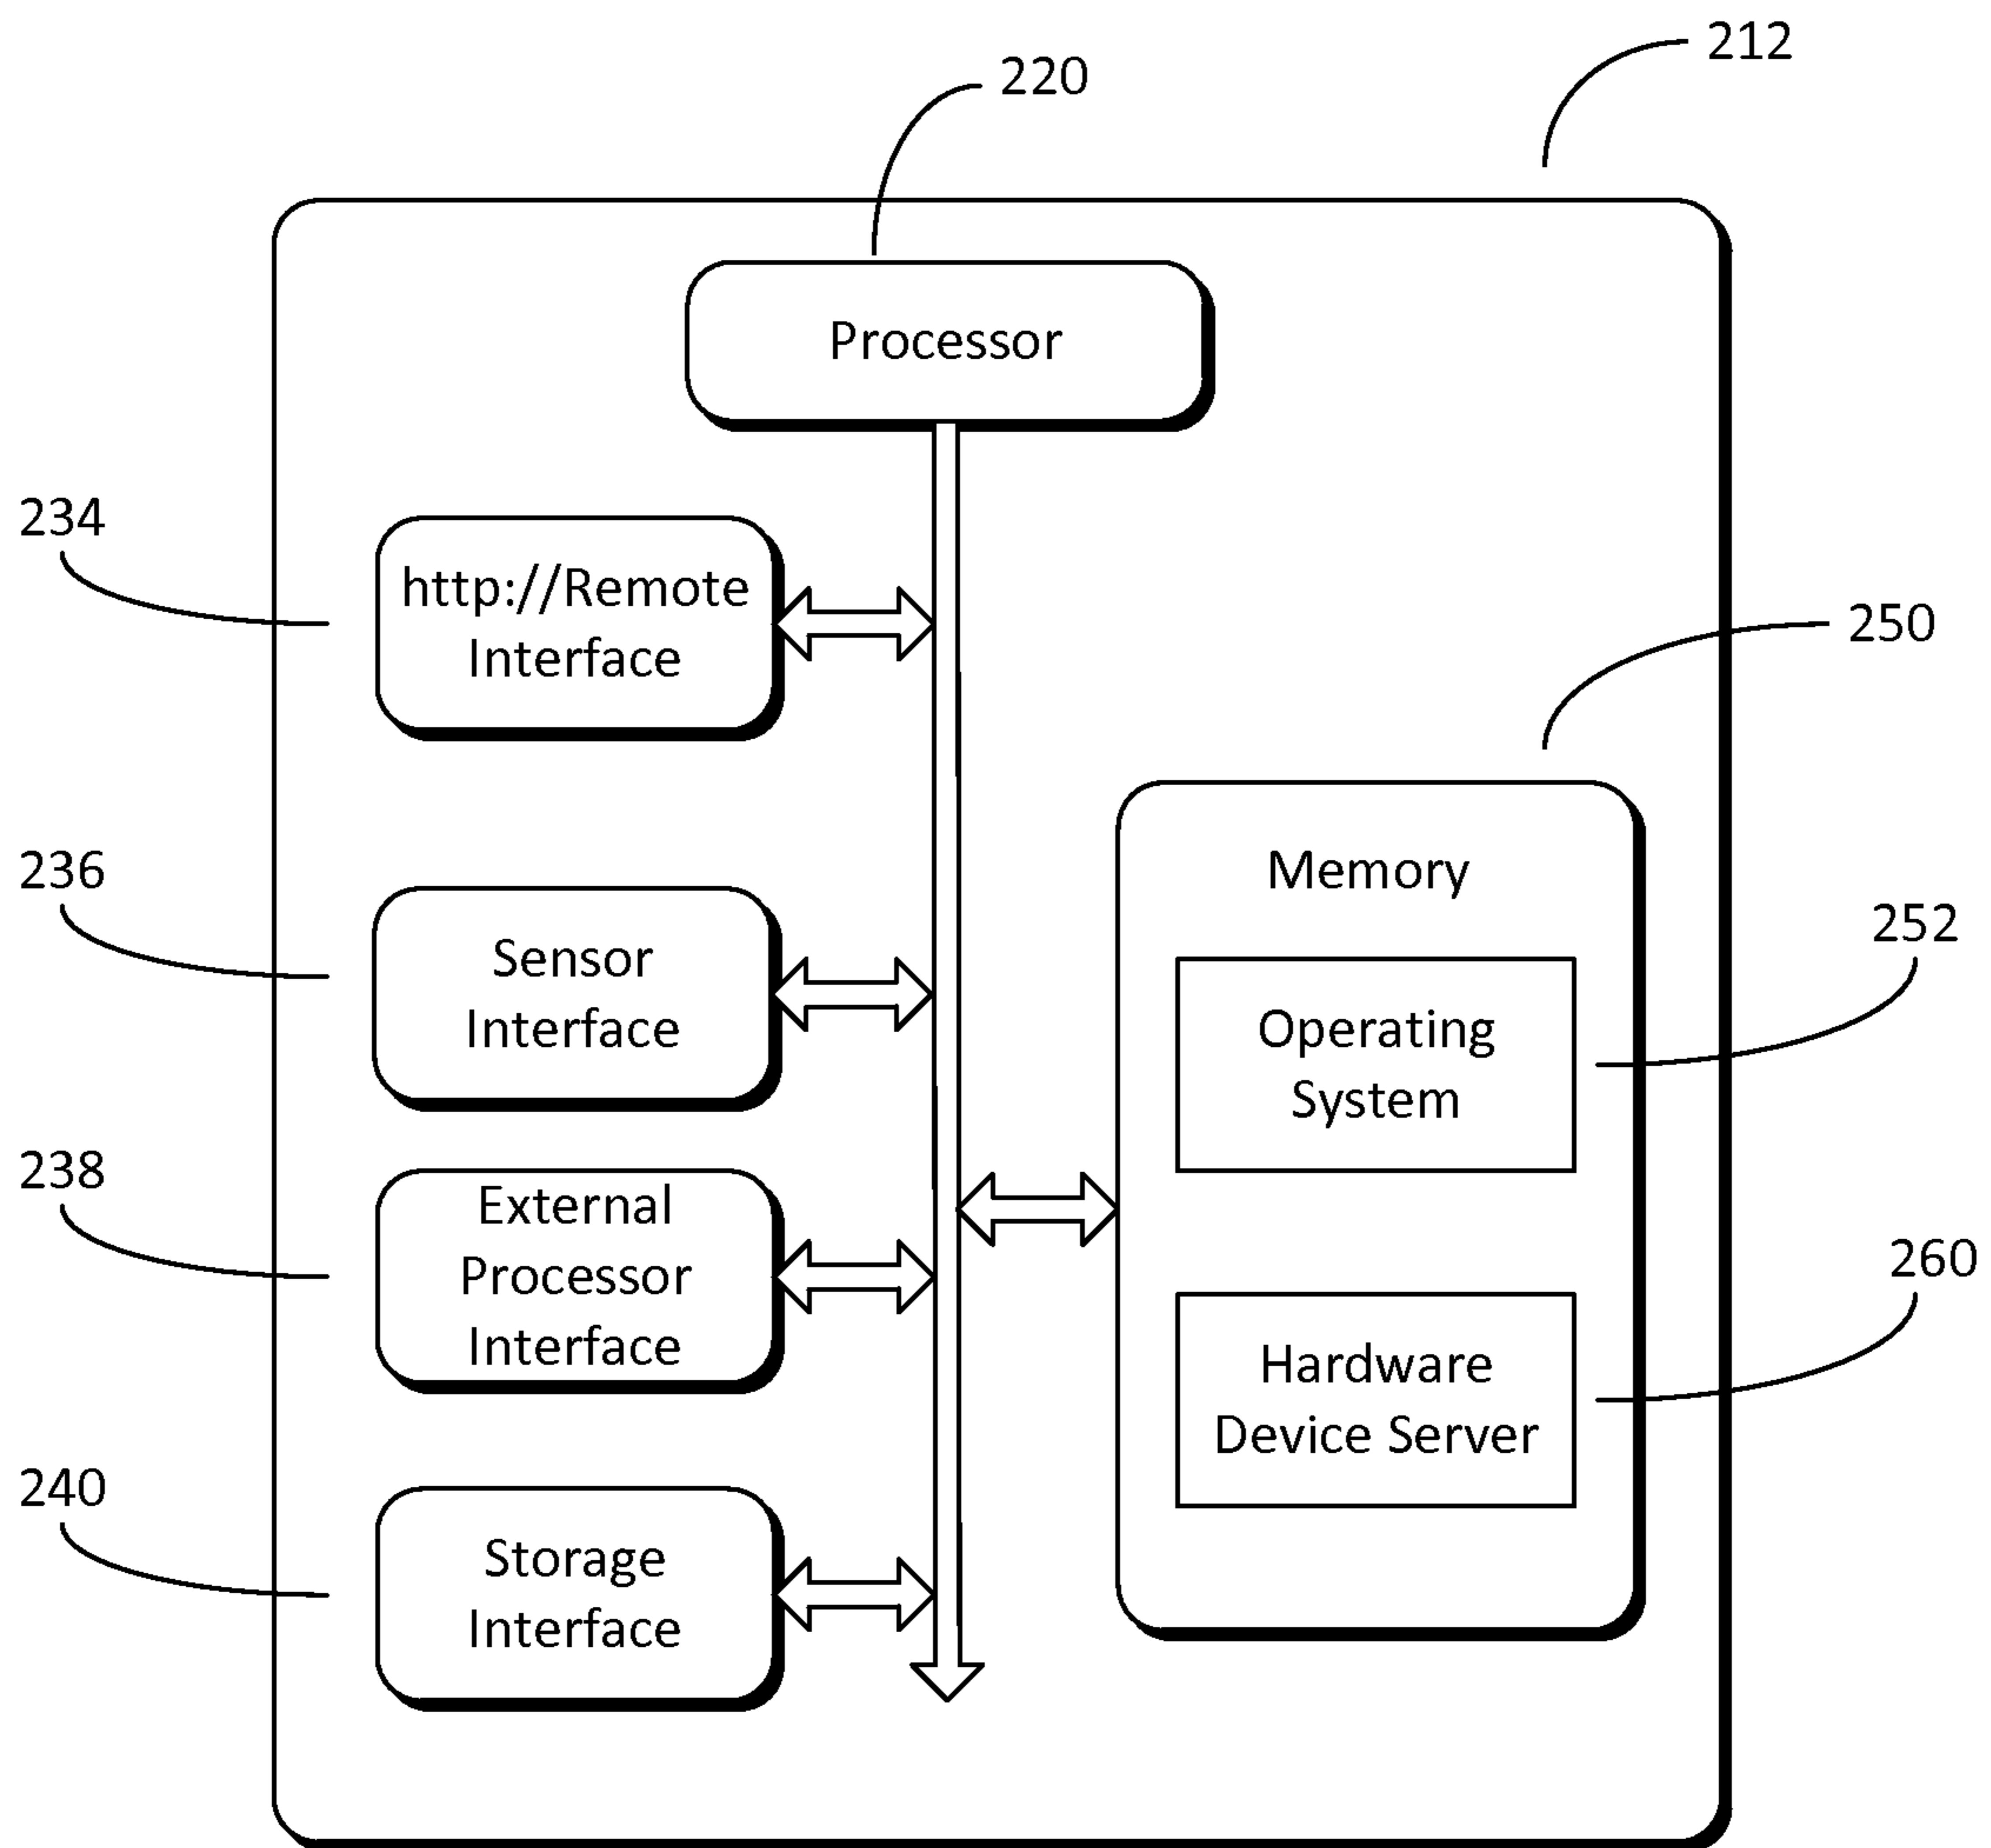 212
220
Processor
234
http://Remote
Interface
250
236
Sensor
Interface
Memory
252
Operating
System
238
External
Processor
Interface
260
Hardware
Device Server
240
Storage
Interface